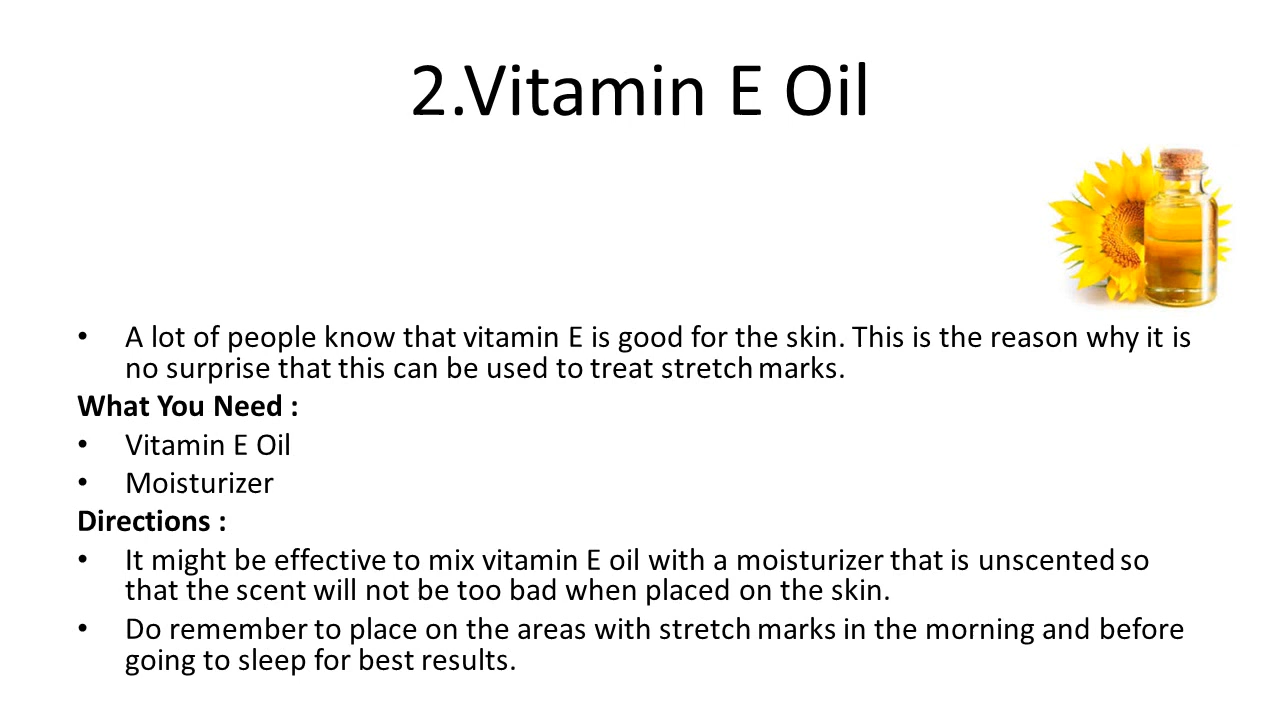 2.Vitamin E Oil
• A lot of people know that vitamin E is good for the skin. This is the reason why it is
no surprise that this can be used to treat stretch marks.
What You Need :
• Vitamin E Oil
• Moisturizer
Directions :
• It might be effective to mix vitamin E oil with a moisturizer that is unscented so
that the scent will not be too bad when placed on the skin.
• Do remember to place on the areas with stretch marks in the morning and before
going to sleep for best results.